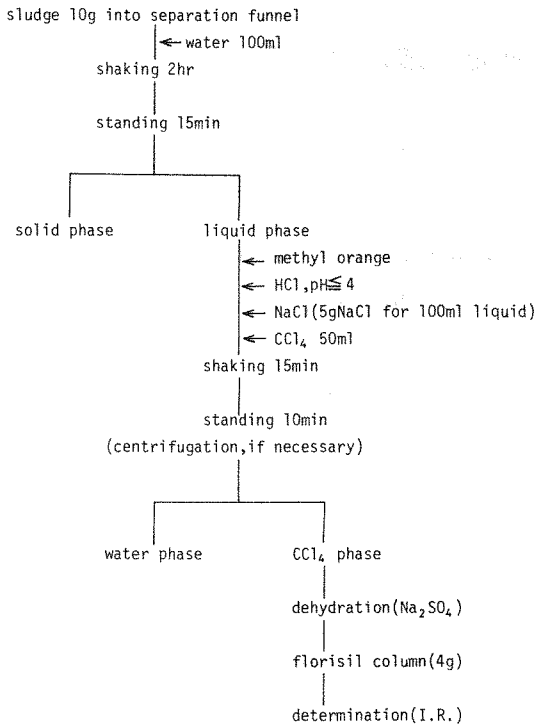 sludge 10g into separation funnel
water 100ml
shaking 2hr
standing 15min
solid phase
liquid phase
methyl orange
HCl,pH≦4
NaCl(5gNaCl for 100ml liquid)
CCl₄ 50ml
shaking 15min
standing 10min
(centrifugation,if necessary)
water phase
CCl₄ phase
dehydration(Na₂SO₄)
florisil column(4g)
determination(I.R.)